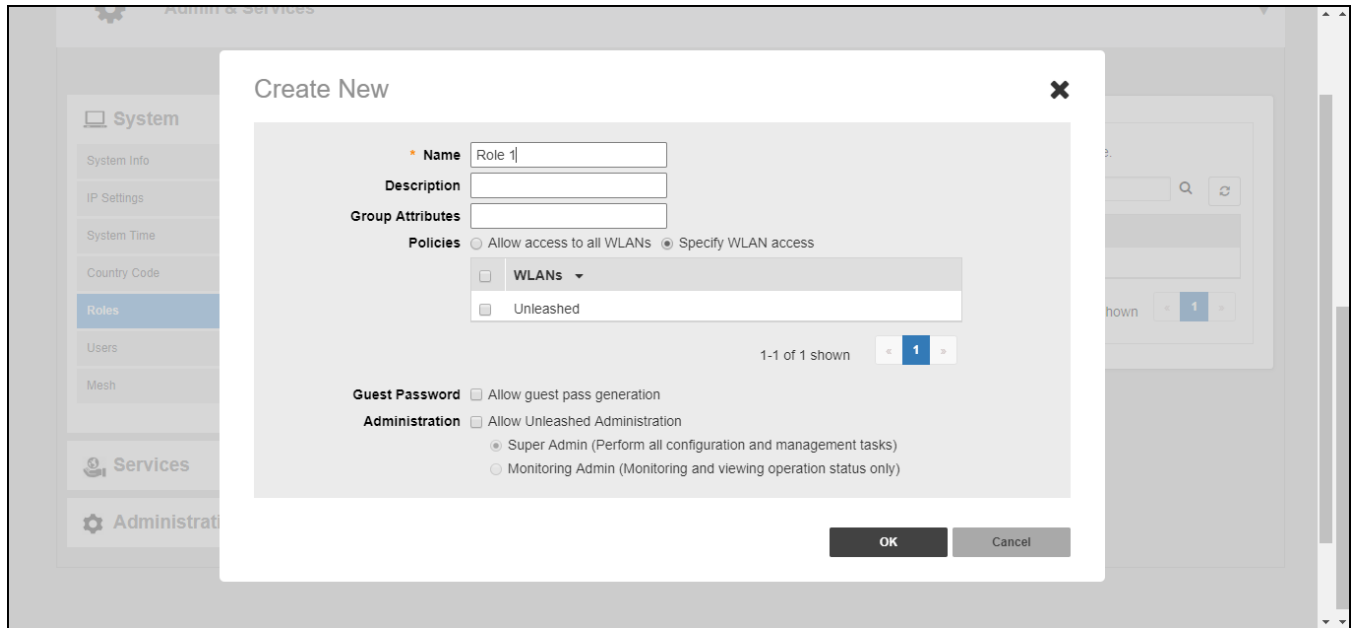 Admin & Services
Create New
System
System Info
IP Settings
System Time
Country Code
Roles
Users
Mesh
Services
* Name Role 1
Description
Group Attributes
Policies Allow access to all WLANs Specify WLAN access
WLANs
Unleashed
1-1 of 1 shown « 1 »
Guest Password Allow guest pass generation
Administration Allow Unleashed Administration
Super Admin (Perform all configuration and management tasks)
Monitoring Admin (Monitoring and viewing operation status only)
OK Cancel
« 1 »